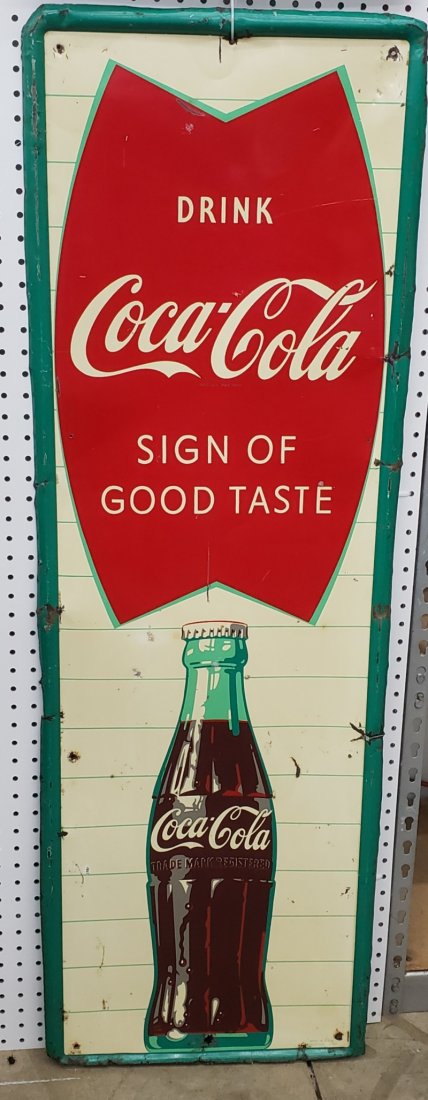 DRINK
Coca-Cola
SIGN OF
GOOD TASTE
Coca-Cola
TRADE MARK REGISTERED